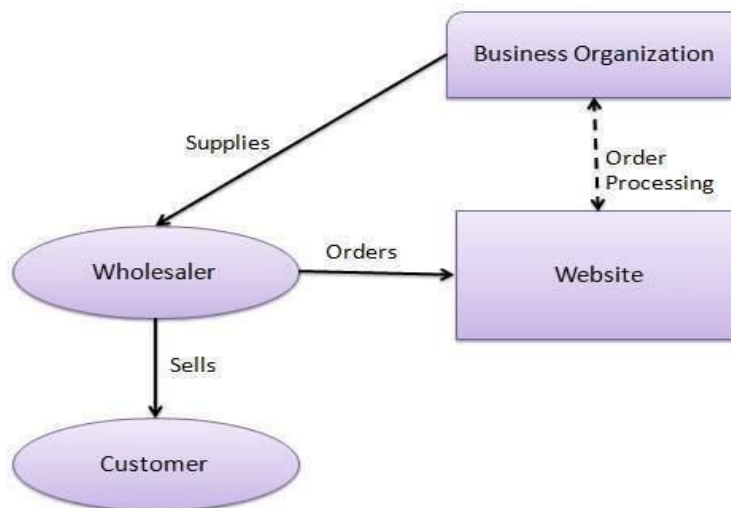 Business Organization
Supplies
Order
Processing
Wholesaler
Orders
Website
Sells
Customer